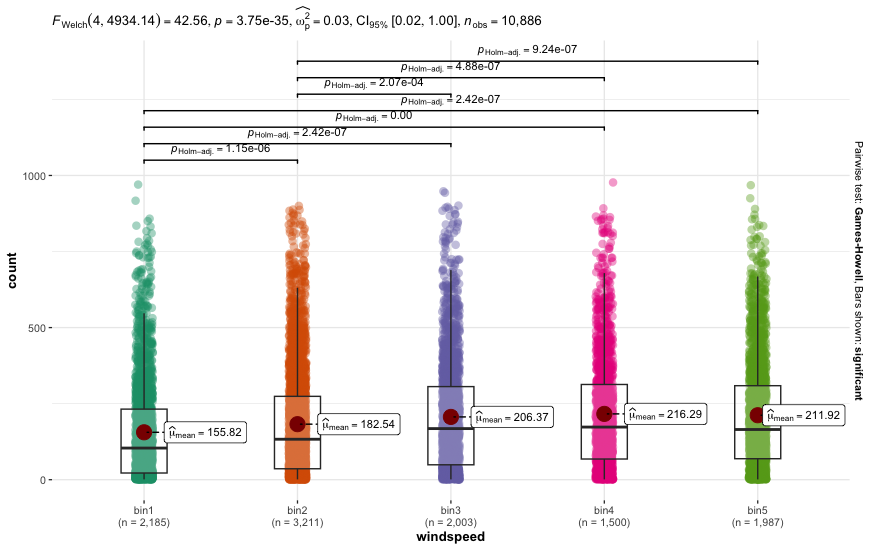 F_Welch(4, 4934.14) = 42.56, p = 3.75e-35, ω̂²_p = 0.03, CI_95% [0.02, 1.00], n_obs = 10,886
p_Holm−adj. = 9.24e-07
p_Holm−adj. = 4.88e-07
p_Holm−adj. = 2.07e-04
p_Holm−adj. = 2.42e-07
p_Holm−adj. = 0.00
p_Holm−adj. = 2.42e-07
p_Holm−adj. = 1.15e-06
1000
500
0
count
μ̂_mean = 155.82
μ̂_mean = 182.54
μ̂_mean = 206.37
μ̂_mean = 216.29
μ̂_mean = 211.92
bin1
(n = 2,185)
bin2
(n = 3,211)
bin3
(n = 2,003)
bin4
(n = 1,500)
bin5
(n = 1,987)
windspeed
Pairwise test: Games-Howell, Bars shown: significant